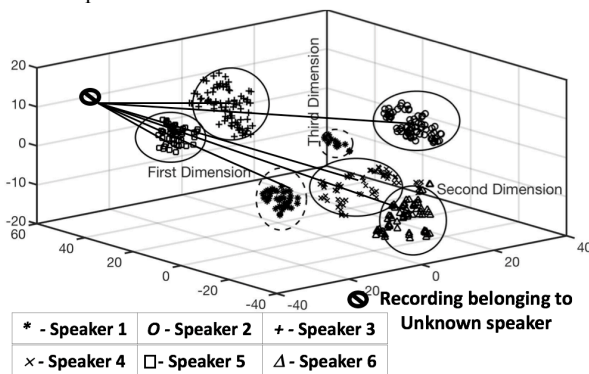 20
10
0
-10
-20
60
40
20
0
-20
-40
-40
-20
0
20
40
Third Dimension
First Dimension
Second Dimension
Recording belonging to
Unknown speaker
* - Speaker 1 O - Speaker 2 + - Speaker 3
× - Speaker 4 □ - Speaker 5 Δ - Speaker 6